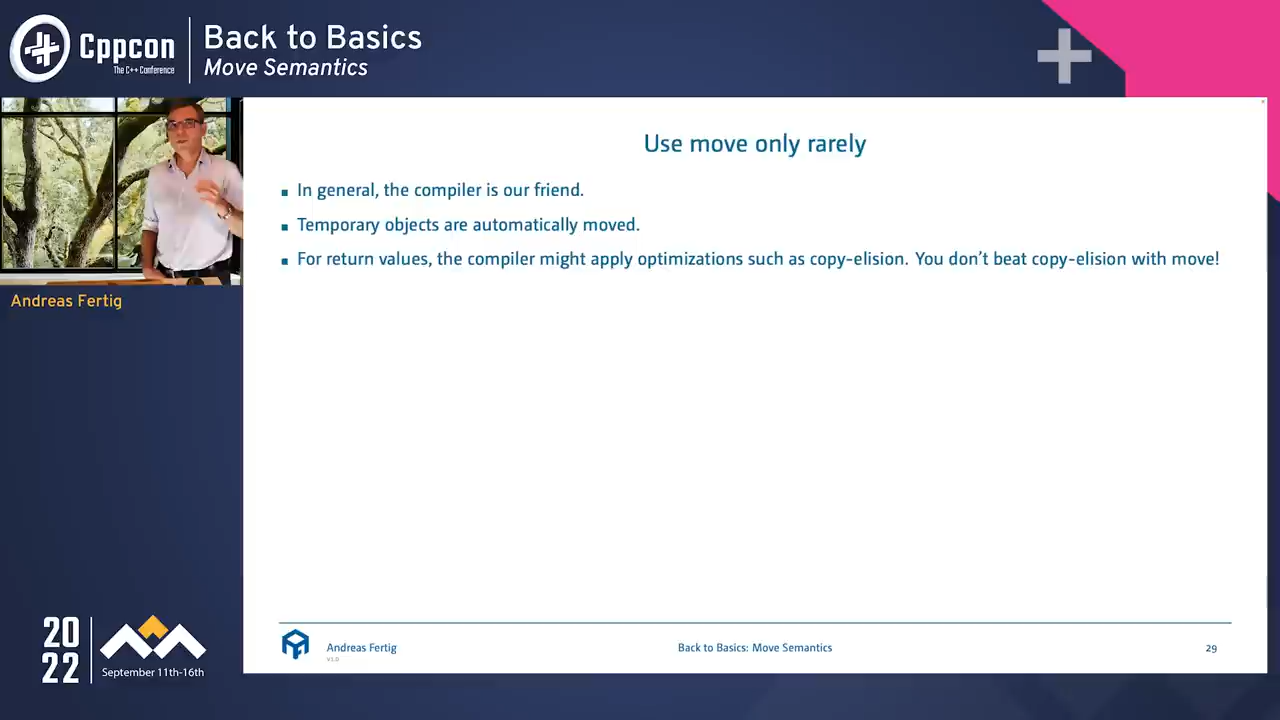 Cppcon
The C++ Conference
Back to Basics
Move Semantics
Andreas Fertig
Use move only rarely
In general, the compiler is our friend.
Temporary objects are automatically moved.
For return values, the compiler might apply optimizations such as copy-elision. You don't beat copy-elision with move!
Andreas Fertig
V1.0
Back to Basics: Move Semantics
29
20
22
September 11th-16th